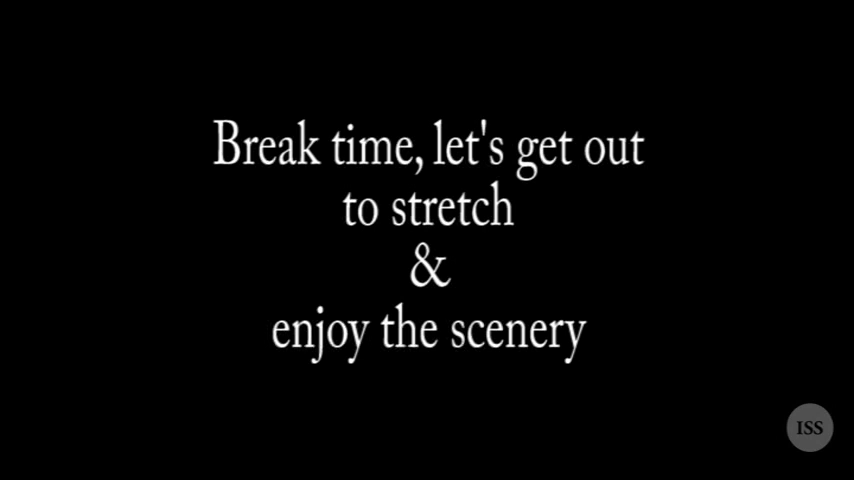 Break time, let's get out
to stretch
&
enjoy the scenery
ISS